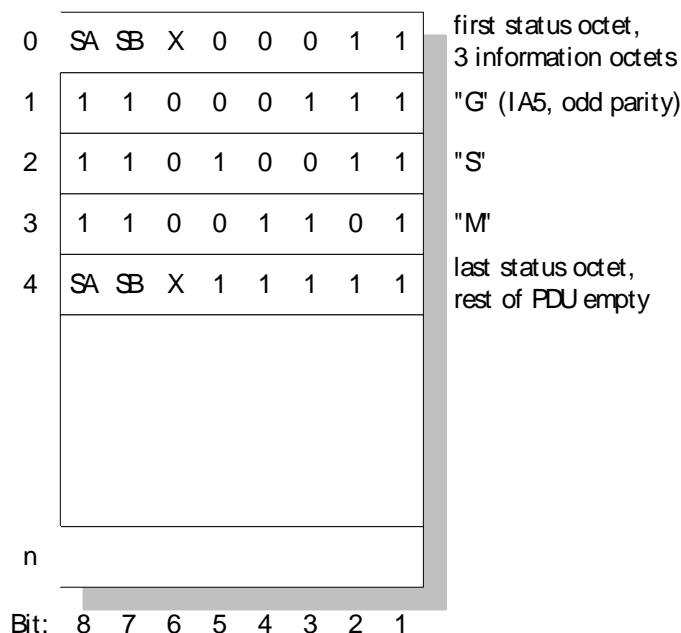 first status octet,
0 SA SB X 0 0 0 1 1
3 information octets
1 1 1 0 0 0 1 1 1 "G" (IA5, odd parity)
2 1 1 0 1 0 0 1 1 "S"
3 1 1 0 0 1 1 0 1 "M"
last status octet,
4 SA SB X 1 1 1 1 1
rest of PDU empty
n
Bit: 8 7 6 5 4 3 2 1